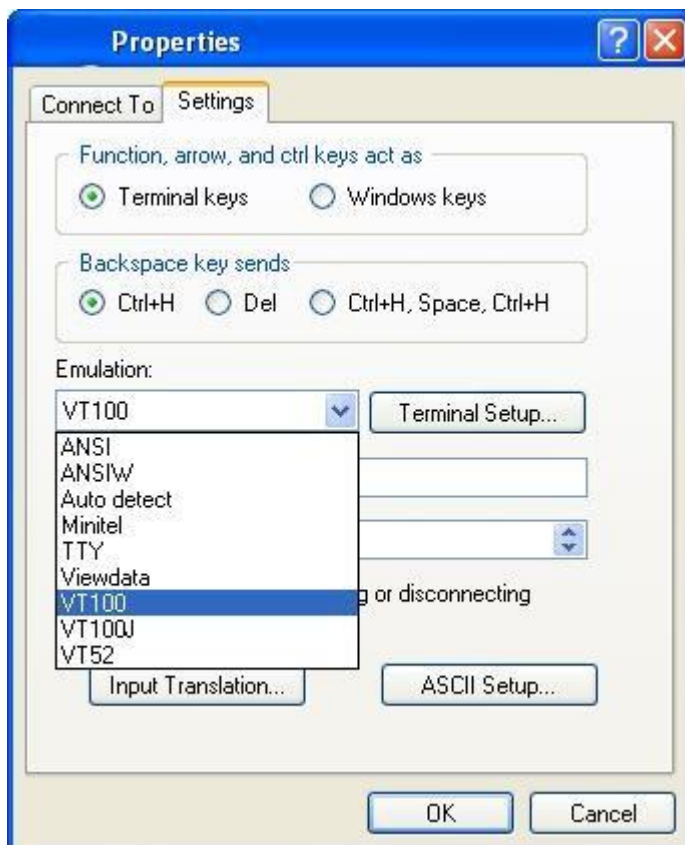 Properties
?
Connect To Settings
Function, arrow, and ctrl keys act as
Terminal keys Windows keys
Backspace key sends
Ctrl+H Del Ctrl+H, Space, Ctrl+H
Emulation:
VT100 Terminal Setup...
ANSI
ANSIW
Auto detect
Minitel
TTY
Viewdata
VT100 g or disconnecting
VT100J
VT52
Input Translation... ASCII Setup...
OK Cancel